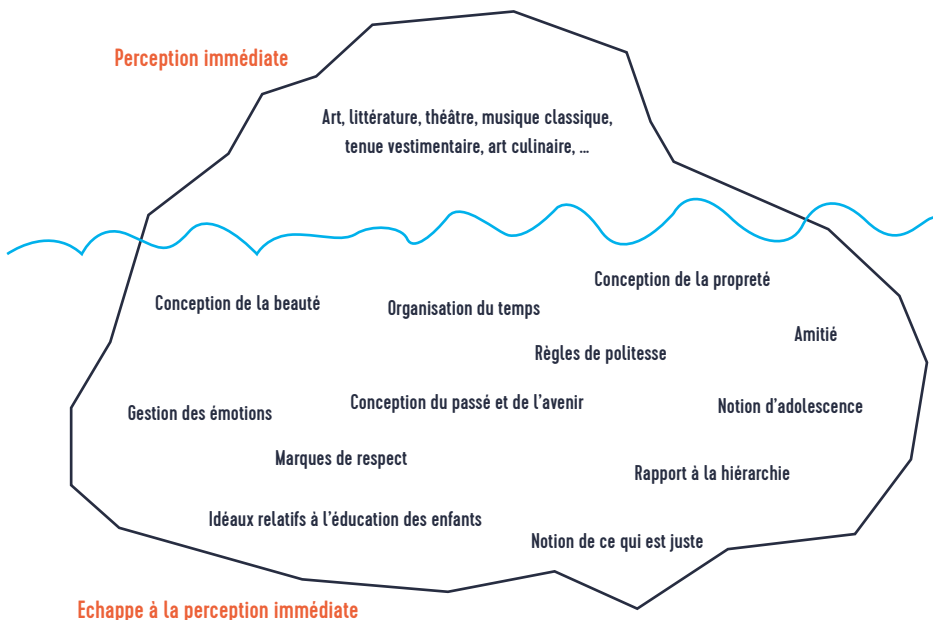 Perception immédiate
Art, littérature, théâtre, musique classique,
tenue vestimentaire, art culinaire, ...
Conception de la propreté
Conception de la beauté
Organisation du temps
Amitié
Règles de politesse
Conception du passé et de l'avenir
Notion d'adolescence
Gestion des émotions
Marques de respect
Rapport à la hiérarchie
Idéaux relatifs à l'éducation des enfants
Notion de ce qui est juste
Echappe à la perception immédiate